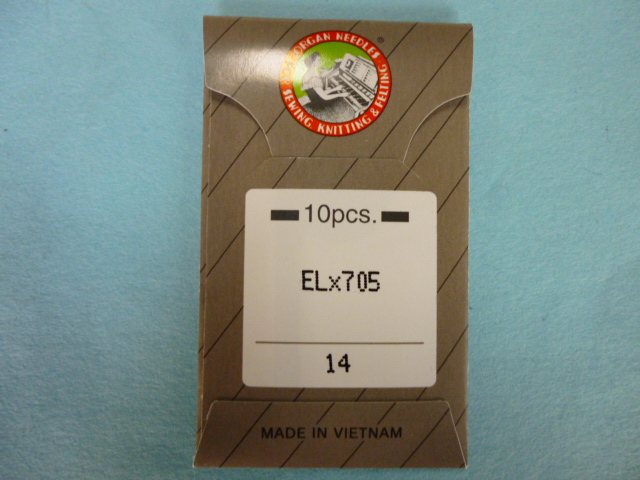 ORGAN NEEDLES
®
SEWING, KNITTING & FELTING
10pcs.
ELx705
14
MADE IN VIETNAM